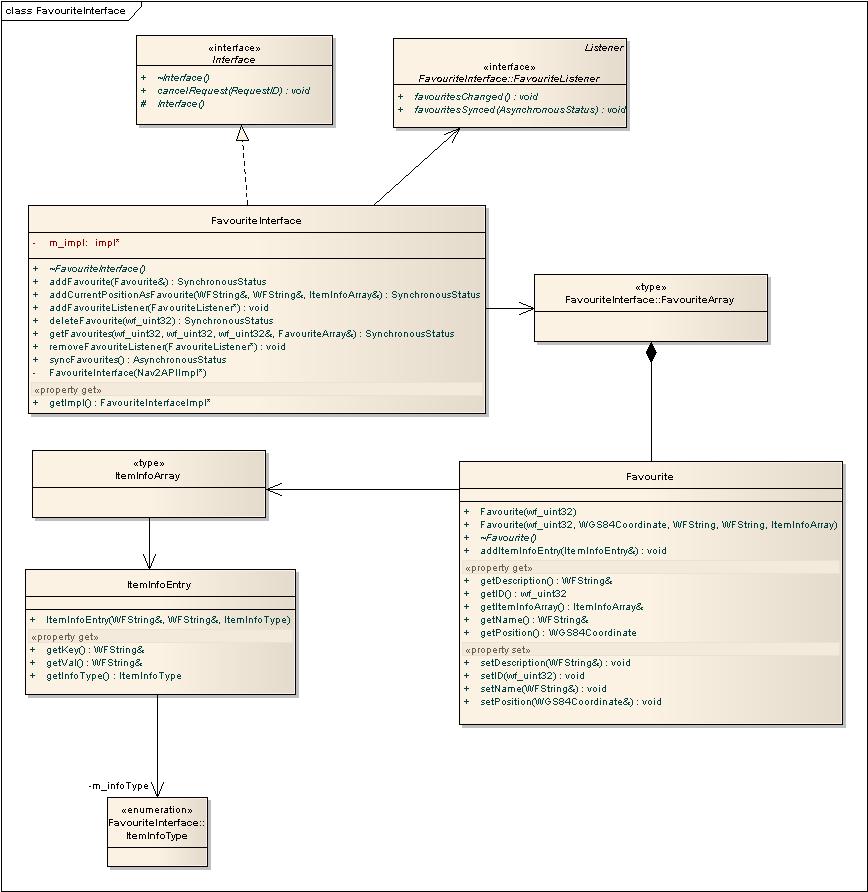 class FavouriteInterface
«interface»
Interface
+ ~Interface()
+ cancelRequest(RequestID) : void
# Interface()
Listener
«interface»
FavouriteInterface::FavouriteListener
+ favouritesChanged() : void
+ favouritesSynced(AsynchronousStatus) : void
FavouriteInterface
- m_impl: impl*
+ ~FavouriteInterface()
+ addFavourite(Favourite&) : SynchronousStatus
+ addCurrentPositionAsFavourite(WFString&, WFString&, ItemInfoArray&) : SynchronousStatus
+ addFavouriteListener(FavouriteListener*) : void
+ deleteFavourite(wf_uint32) : SynchronousStatus
+ getFavourites(wf_uint32, wf_uint32, wf_uint32&, FavouriteArray&) : SynchronousStatus
+ removeFavouriteListener(FavouriteListener*) : void
+ syncFavourites() : AsynchronousStatus
- FavouriteInterface(Nav2APIImpl*)
«property get»
+ getImpl() : FavouriteInterfaceImpl*
«type»
FavouriteInterface::FavouriteArray
«type»
ItemInfoArray
Favourite
+ Favourite(wf_uint32)
+ Favourite(wf_uint32, WGS84Coordinate, WFString, WFString, ItemInfoArray)
+ ~Favourite()
+ addItemInfoEntry(ItemInfoEntry&) : void
«property get»
+ getDescription() : WFString&
+ getID() : wf_uint32
+ getItemInfoArray() : ItemInfoArray&
+ getName() : WFString&
+ getPosition() : WGS84Coordinate
«property set»
+ setDescription(WFString&) : void
+ setID(wf_uint32) : void
+ setName(WFString&) : void
+ setPosition(WGS84Coordinate&) : void
ItemInfoEntry
+ ItemInfoEntry(WFString&, WFString&, ItemInfoType)
«property get»
+ getKey() : WFString&
+ getVal() : WFString&
+ getInfoType() : ItemInfoType
-m_infoType
«enumeration»
FavouriteInterface::
ItemInfoType